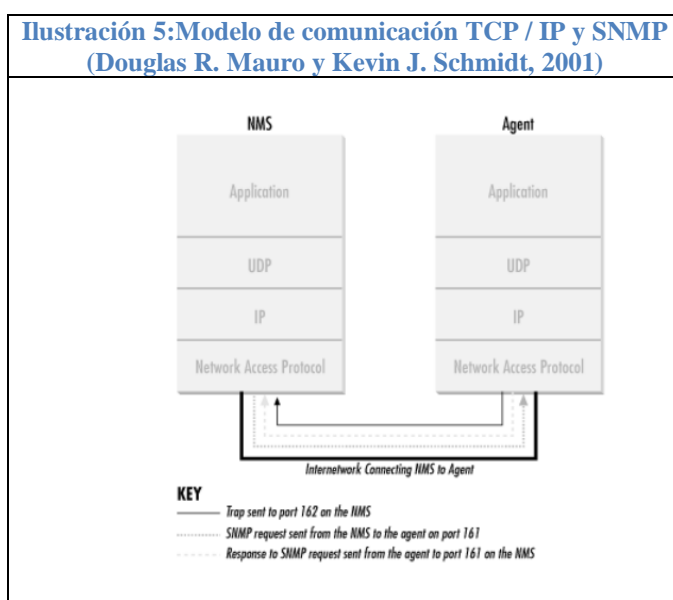 Ilustración 5:Modelo de comunicación TCP / IP y SNMP
(Douglas R. Mauro y Kevin J. Schmidt, 2001)
NMS
Agent
Application
Application
UDP
UDP
IP
IP
Network Access Protocol
Network Access Protocol
Internetwork Connecting NMS to Agent
KEY
Trap sent to port 162 on the NMS
SNMP request sent from the NMS to the agent on port 161
Response to SNMP request sent from the agent to port 161 on the NMS